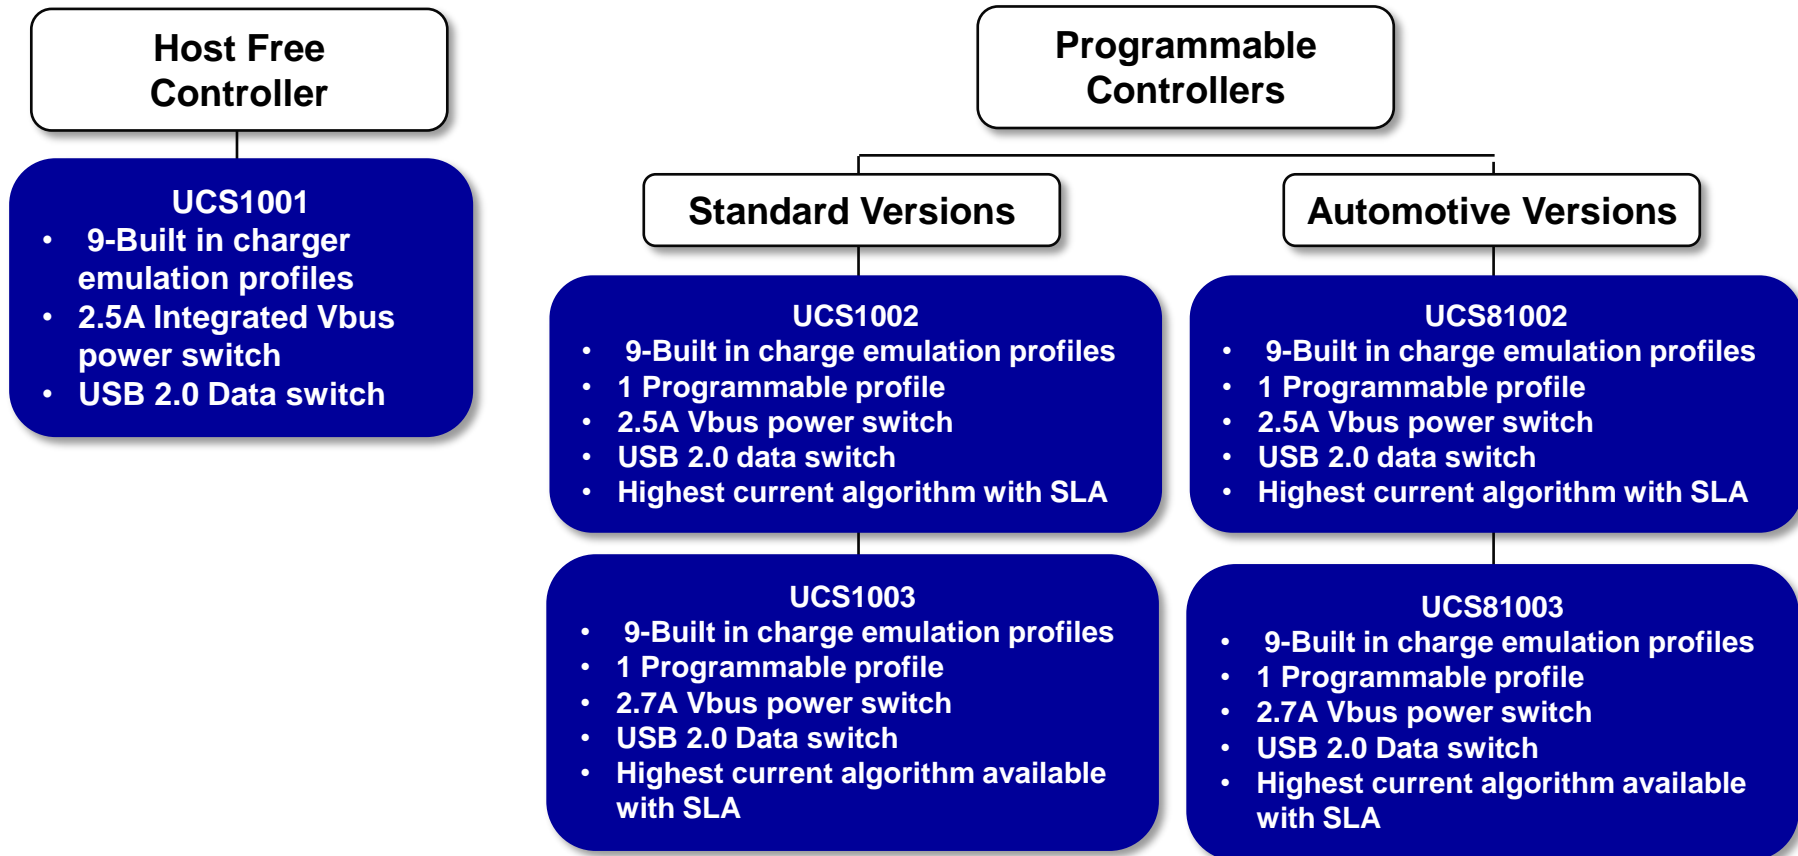 Host Free
Controller
UCS1001
• 9-Built in charger
emulation profiles
• 2.5A Integrated Vbus
power switch
• USB 2.0 Data switch
Programmable
Controllers
Standard Versions
UCS1002
• 9-Built in charge emulation profiles
• 1 Programmable profile
• 2.5A Vbus power switch
• USB 2.0 data switch
• Highest current algorithm with SLA
UCS1003
• 9-Built in charge emulation profiles
• 1 Programmable profile
• 2.7A Vbus power switch
• USB 2.0 Data switch
• Highest current algorithm available
with SLA
Automotive Versions
UCS81002
• 9-Built in charge emulation profiles
• 1 Programmable profile
• 2.5A Vbus power switch
• USB 2.0 data switch
• Highest current algorithm with SLA
UCS81003
• 9-Built in charge emulation profiles
• 1 Programmable profile
• 2.7A Vbus power switch
• USB 2.0 Data switch
• Highest current algorithm available
with SLA